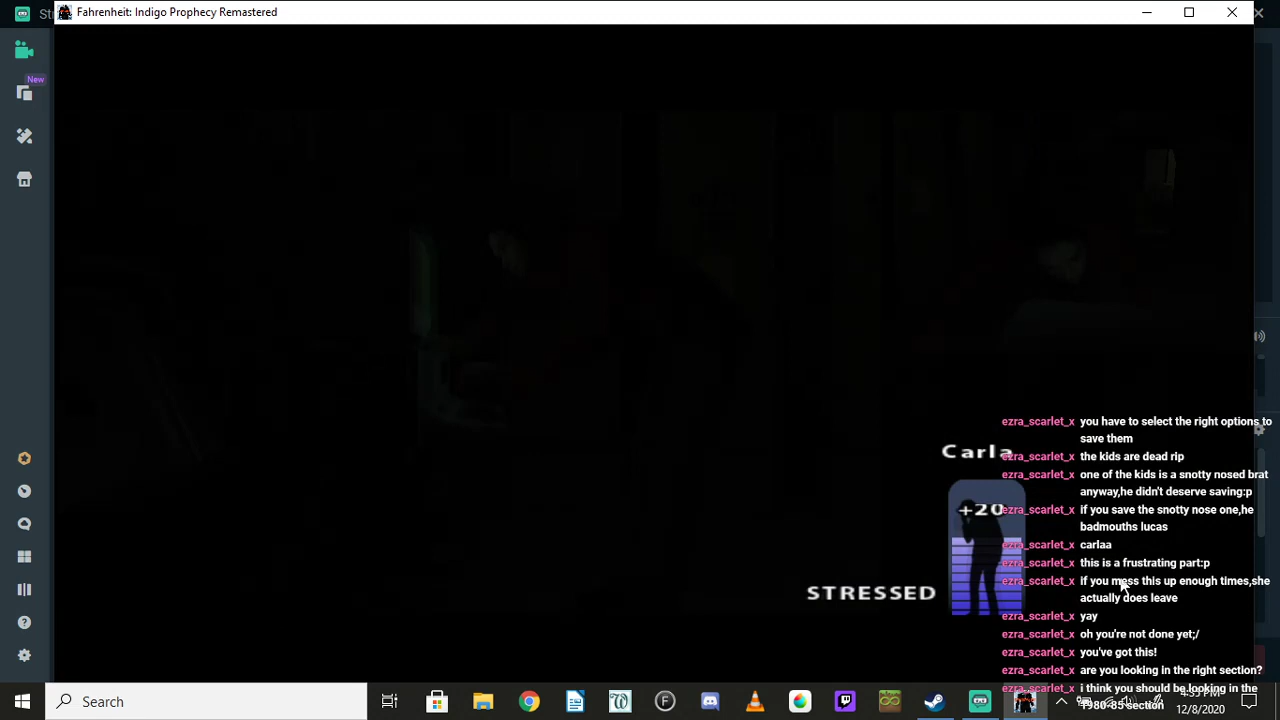 Str
Fahrenheit: Indigo Prophecy Remastered
New
ezra_scarlet_x you have to select the right options to
save them
Carla
ezra_scarlet_x the kids are dead rip
ezra_scarlet_x one of the kids is a snotty nosed brat
anyway,he didn't deserve saving:p
+20
ezra_scarlet_x if you save the snotty nose one,he
badmouths lucas
ezra_scarlet_x carlaa
ezra_scarlet_x this is a frustrating part:p
ezra_scarlet_x if you mess this up enough times,she
actually does leave
STRESSED
ezra_scarlet_x yay
ezra_scarlet_x oh you're not done yet;/
ezra_scarlet_x you've got this!
ezra_scarlet_x are you looking in the right section?
ezra_scarlet_x i think you should be looking in the
1980-85 section
Search
12/8/2020